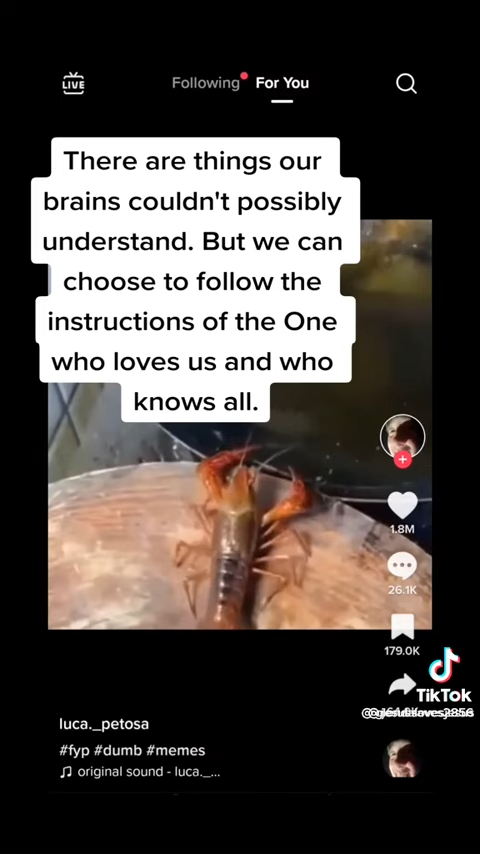 LIVE
Following
For You
There are things our
brains couldn't possibly
understand. But we can
choose to follow the
instructions of the One
who loves us and who
knows all.
1.8M
26.1K
179.0K
TikTok
luca._petosa
#fyp #dumb #memes
original sound - luca._...